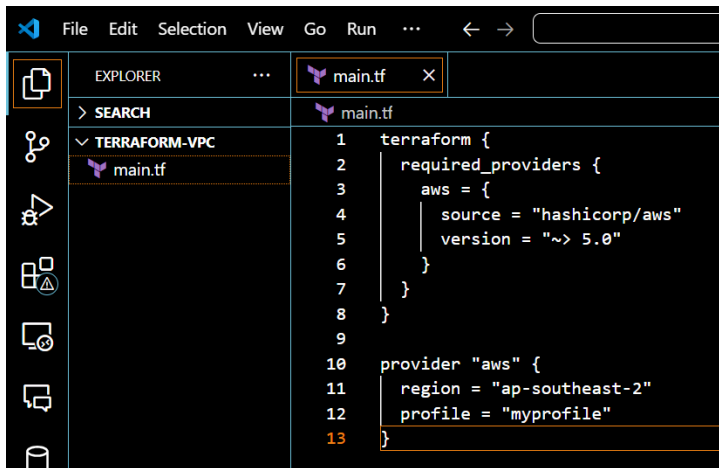 File Edit Selection View Go Run ··· ← →
EXPLORER ···
> SEARCH
TERRAFORM-VPC
main.tf
main.tf ×
main.tf
1 terraform {
2   required_providers {
3     aws = {
4       source = "hashicorp/aws"
5       version = "~> 5.0"
6     }
7   }
8 }
9
10 provider "aws" {
11   region = "ap-southeast-2"
12   profile = "myprofile"
13 }